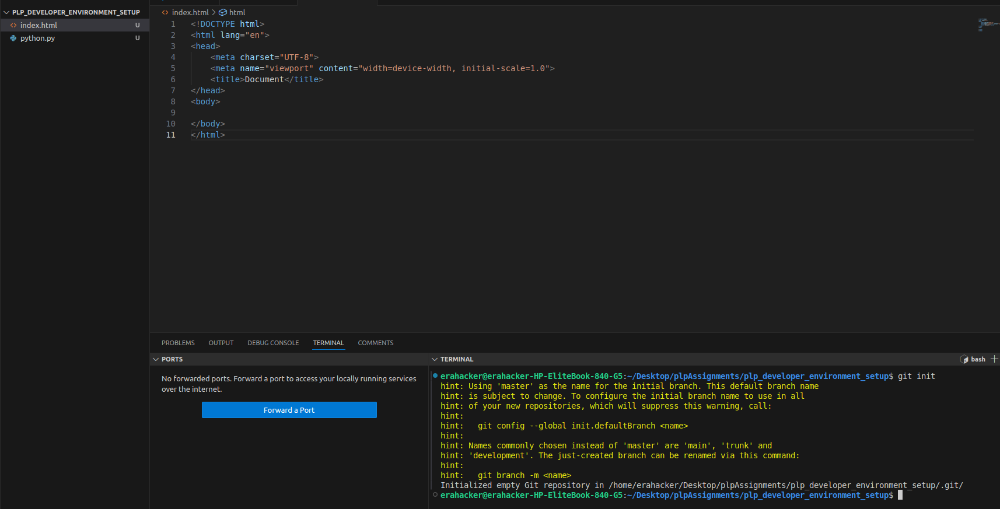 PLP_DEVELOPER_ENVIRONMENT_SETUP
index.html U
python.py U
index.html > html
1 <!DOCTYPE html>
2 <html lang="en">
3 <head>
4     <meta charset="UTF-8">
5     <meta name="viewport" content="width=device-width, initial-scale=1.0">
6     <title>Document</title>
7 </head>
8 <body>
9
10 </body>
11 </html>
PROBLEMS OUTPUT DEBUG CONSOLE TERMINAL COMMENTS
PORTS
No forwarded ports. Forward a port to access your locally running services
over the internet.
Forward a Port
TERMINAL
bash
erahacker@erahacker-HP-EliteBook-840-G5:~/Desktop/plpAssignments/plp_developer_environment_setup$ git init
hint: Using 'master' as the name for the initial branch. This default branch name
hint: is subject to change. To configure the initial branch name to use in all
hint: of your new repositories, which will suppress this warning, call:
hint:
hint:   git config --global init.defaultBranch <name>
hint:
hint: Names commonly chosen instead of 'master' are 'main', 'trunk' and
hint: 'development'. The just-created branch can be renamed via this command:
hint:
hint:   git branch -m <name>
Initialized empty Git repository in /home/erahacker/Desktop/plpAssignments/plp_developer_environment_setup/.git/
erahacker@erahacker-HP-EliteBook-840-G5:~/Desktop/plpAssignments/plp_developer_environment_setup$